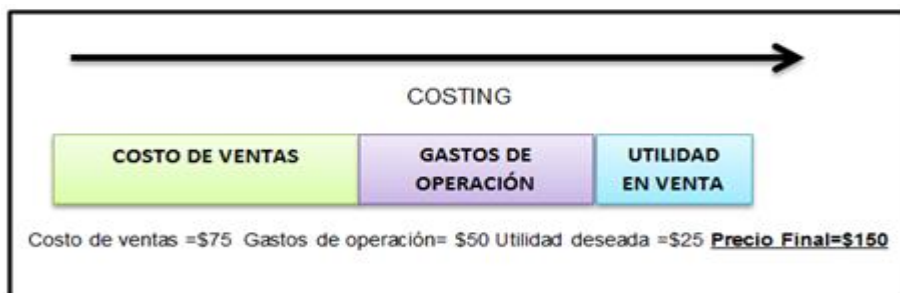 COSTING
COSTO DE VENTAS
GASTOS DE
OPERACIÓN
UTILIDAD
EN VENTA
Costo de ventas =$75 Gastos de operación= $50 Utilidad deseada =$25 Precio Final=$150